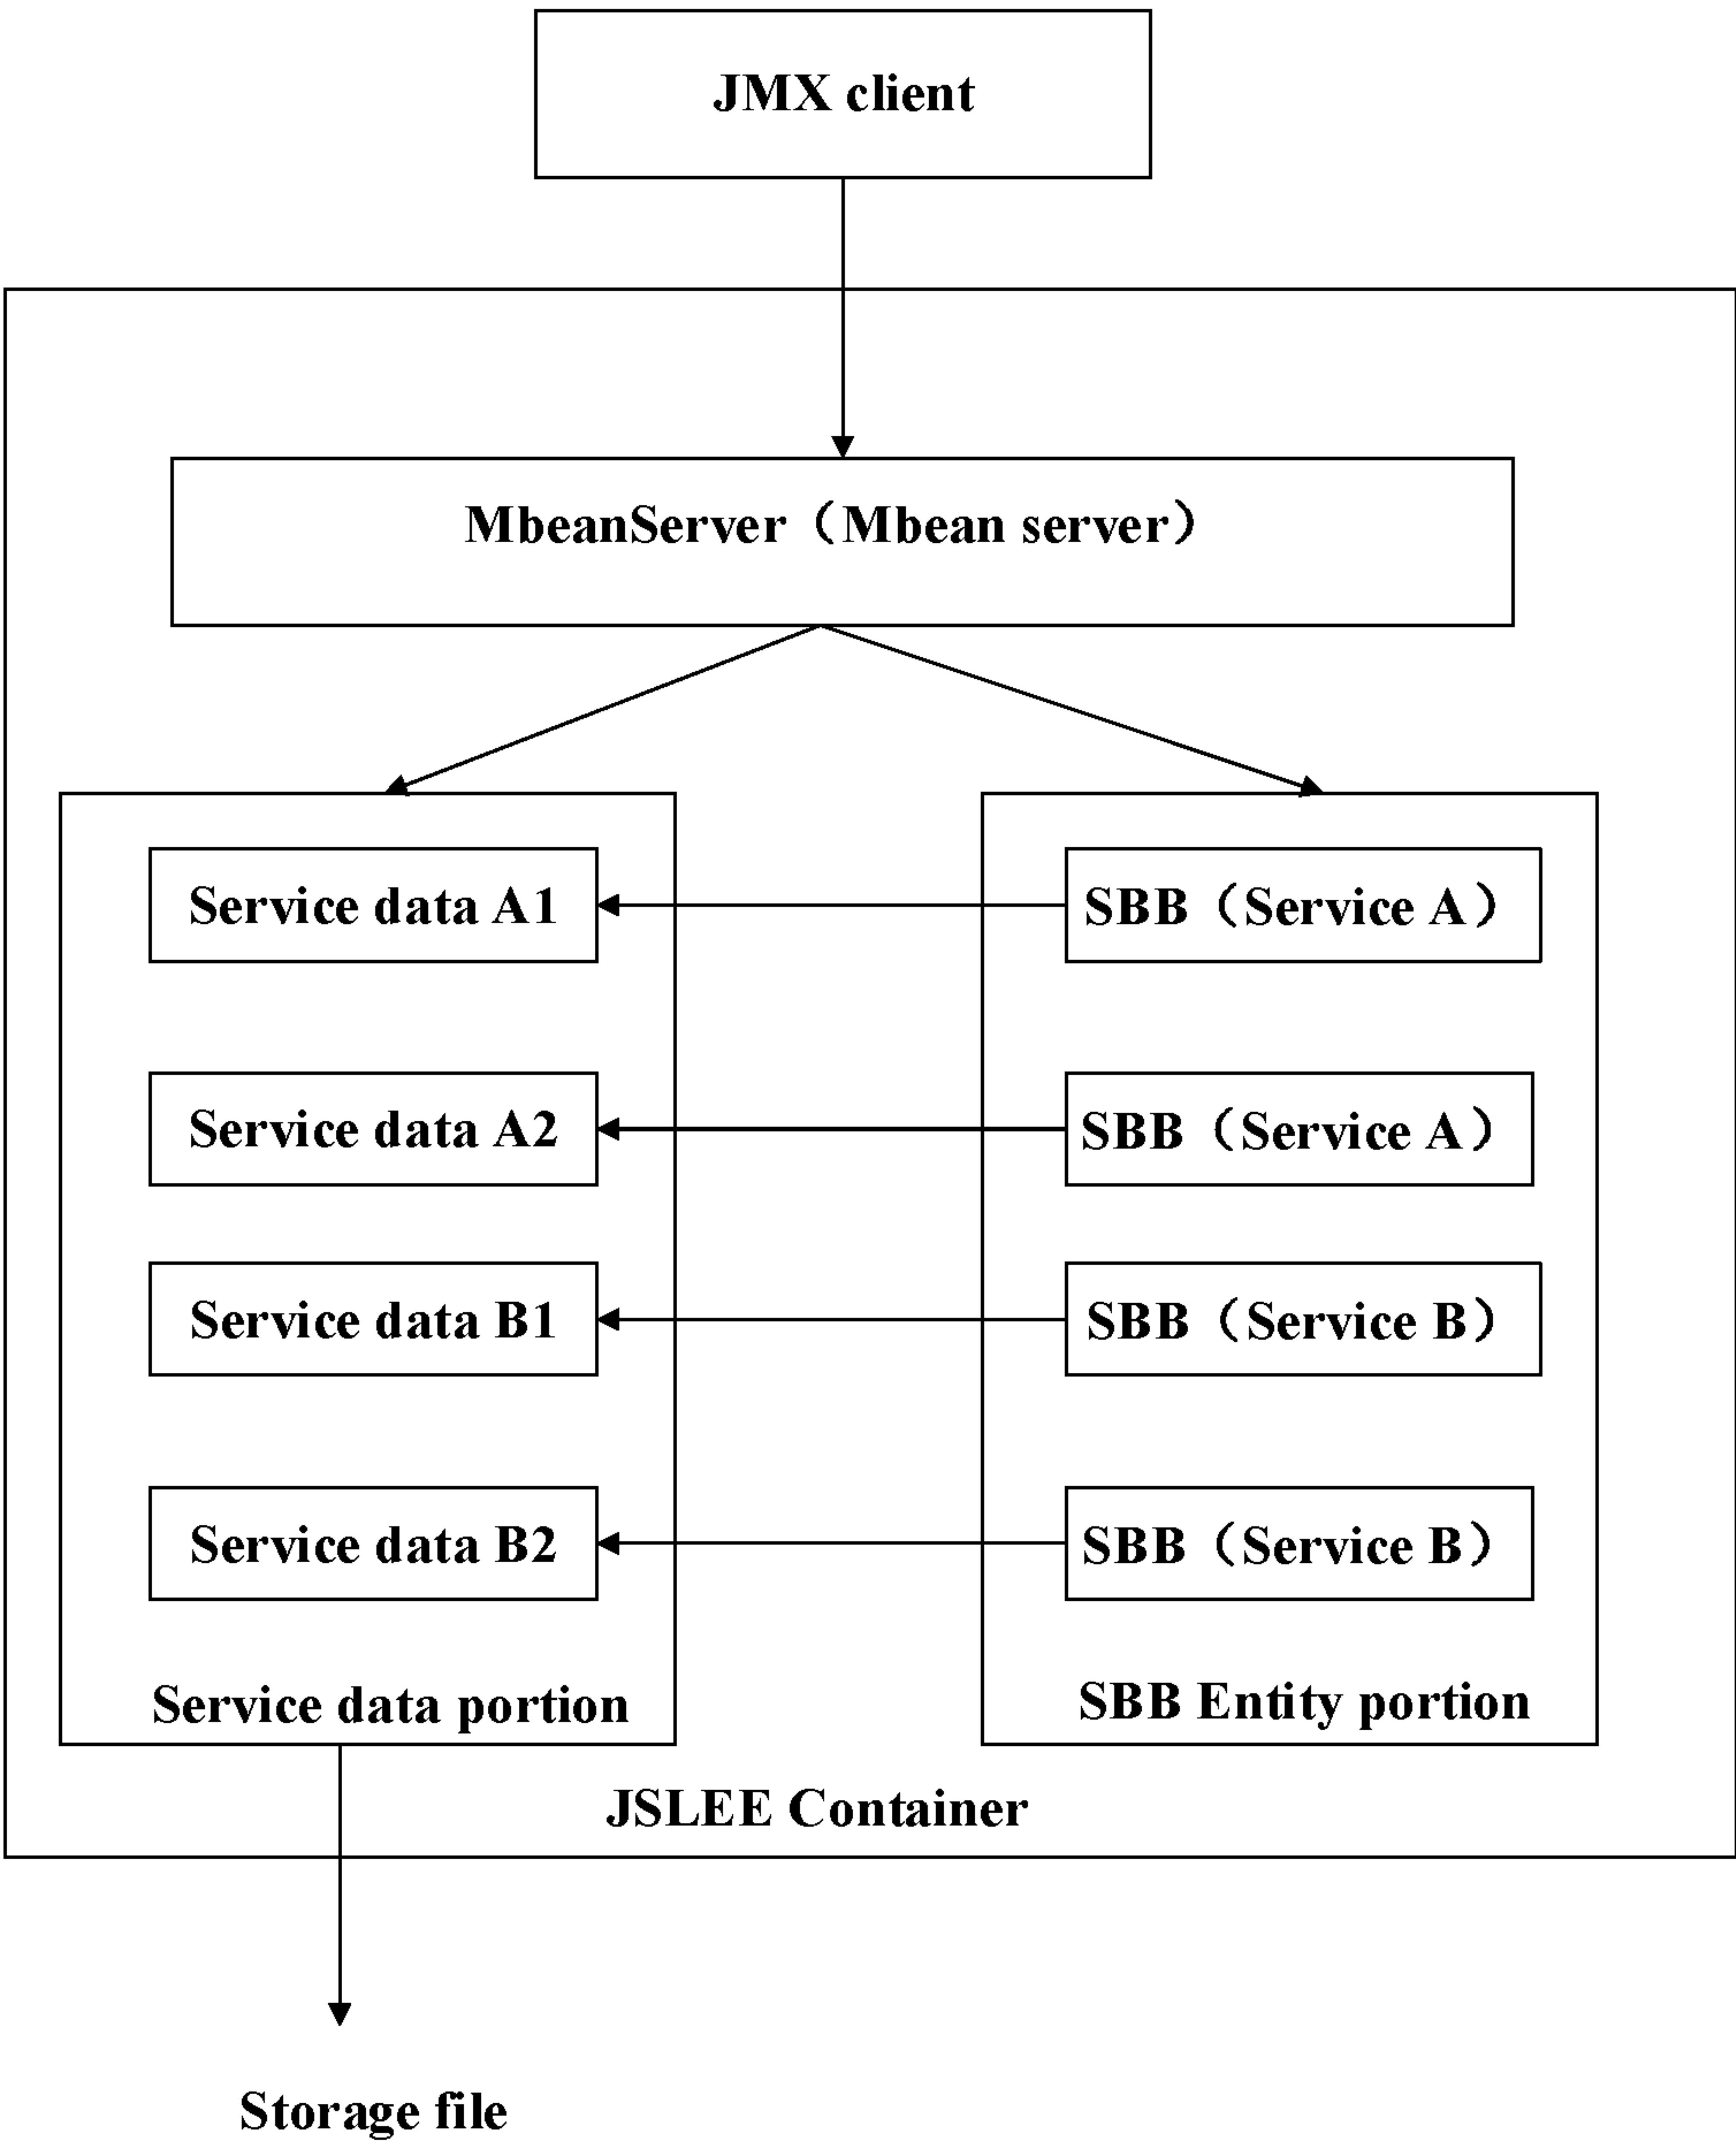 JMX client
MbeanServer（Mbean server）
Service data A1
SBB（Service A）
Service data A2
SBB（Service A）
Service data B1
SBB（Service B）
Service data B2
SBB（Service B）
Service data portion
SBB Entity portion
JSLEE Container
Storage file